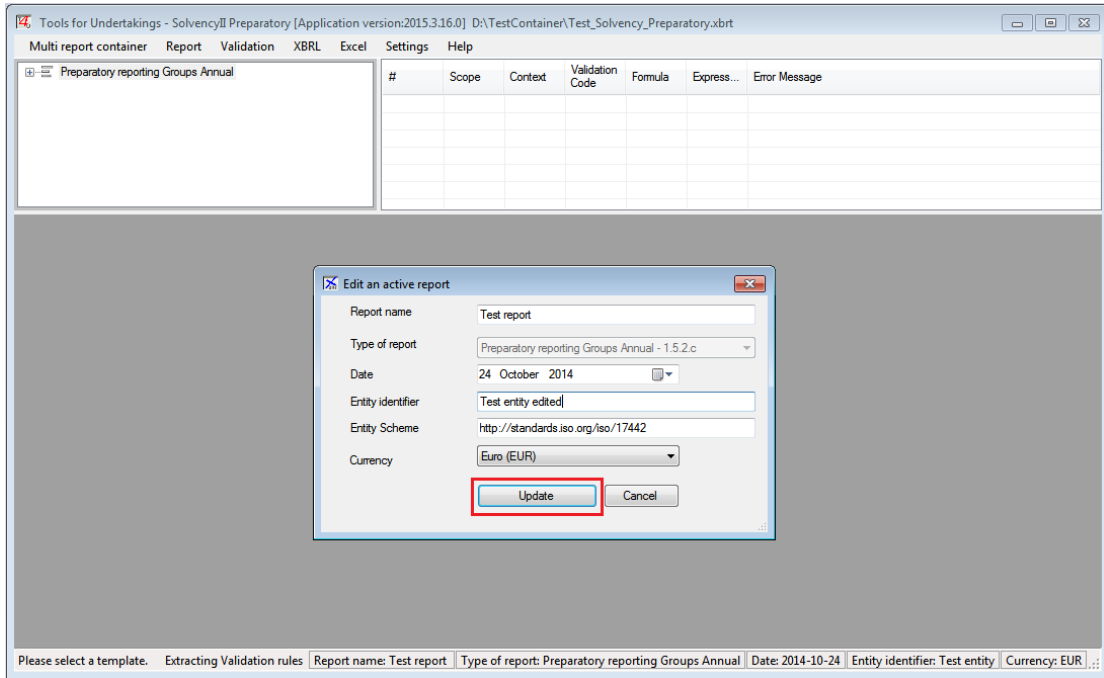 Tools for Undertakings - SolvencyII Preparatory [Application version:2015.3.16.0] D:\TestContainer\Test_Solvency_Preparatory.xbrt
Multi report container Report Validation XBRL Excel Settings Help
Preparatory reporting Groups Annual
# Scope Context Validation Code Formula Express... Error Message
Edit an active report
Report name Test report
Type of report Preparatory reporting Groups Annual - 1.5.2.c
Date 24 October 2014
Entity identifier Test entity edited
Entity Scheme http://standards.iso.org/iso/17442
Currency Euro (EUR)
Update Cancel
Please select a template. Extracting Validation rules Report name: Test report Type of report: Preparatory reporting Groups Annual Date: 2014-10-24 Entity identifier: Test entity Currency: EUR